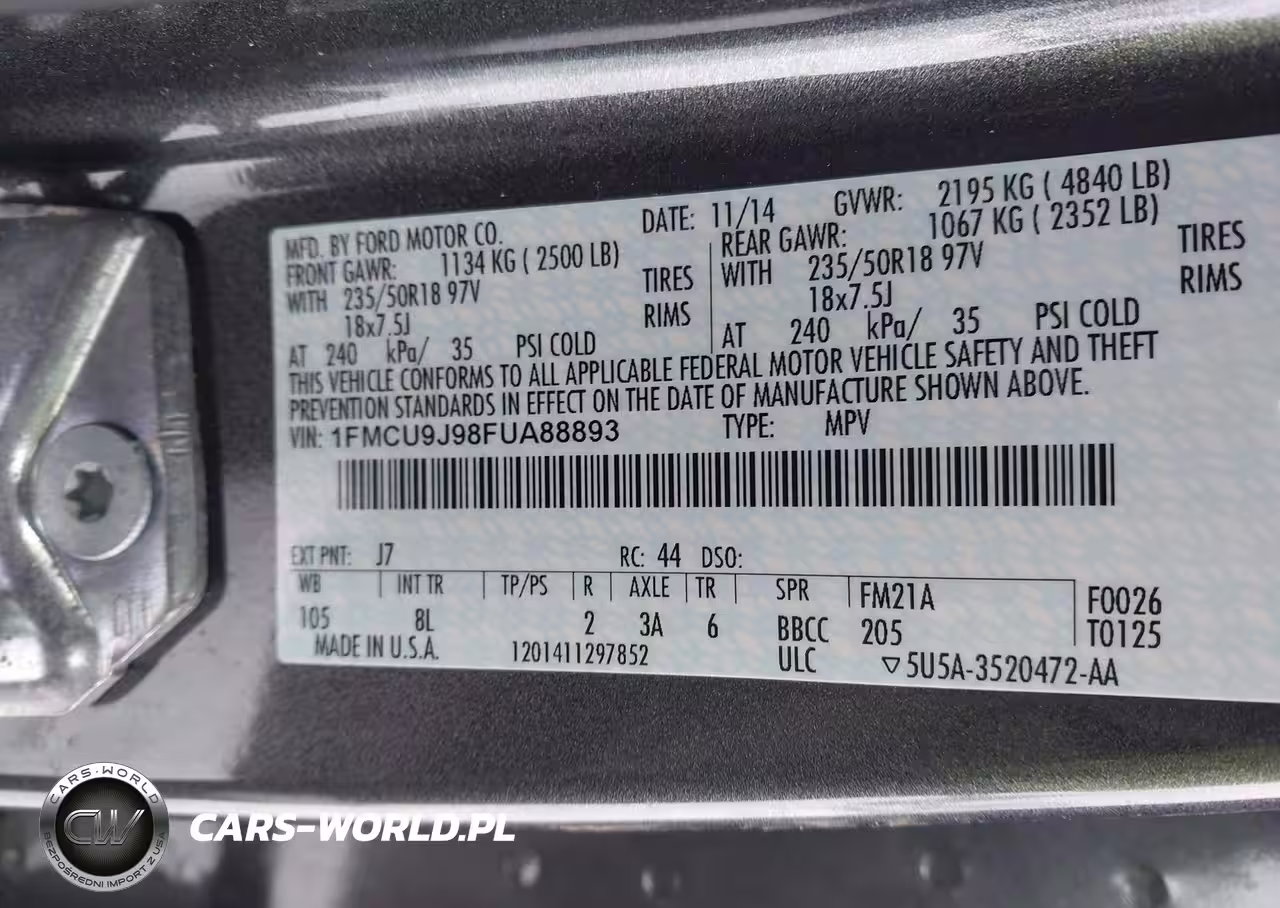 MFD. BY FORD MOTOR CO. DATE: 11/14 GVWR: 2195 KG ( 4840 LB)
FRONT GAWR: 1134 KG ( 2500 LB) REAR GAWR: 1067 KG ( 2352 LB)
WITH 235/50R18 97V TIRES WITH 235/50R18 97V TIRES
18x7.5J RIMS 18x7.5J RIMS
AT 240 kPa/ 35 PSI COLD AT 240 kPa/ 35 PSI COLD
THIS VEHICLE CONFORMS TO ALL APPLICABLE FEDERAL MOTOR VEHICLE SAFETY AND THEFT
PREVENTION STANDARDS IN EFFECT ON THE DATE OF MANUFACTURE SHOWN ABOVE.
VIN: 1FMCU9J98FUA88893 TYPE: MPV
EXT PNT: J7 RC: 44 DSO:
WB INT TR TP/PS R AXLE TR SPR FM21A F0026
105 8L 2 3A 6 BBCC 205 T0125
MADE IN U.S.A. 1201411297852 ULC ▽5U5A-3520472-AA
CARS-WORLD
CW
BEZPOŚREDNI IMPORT Z USA
CARS-WORLD.PL